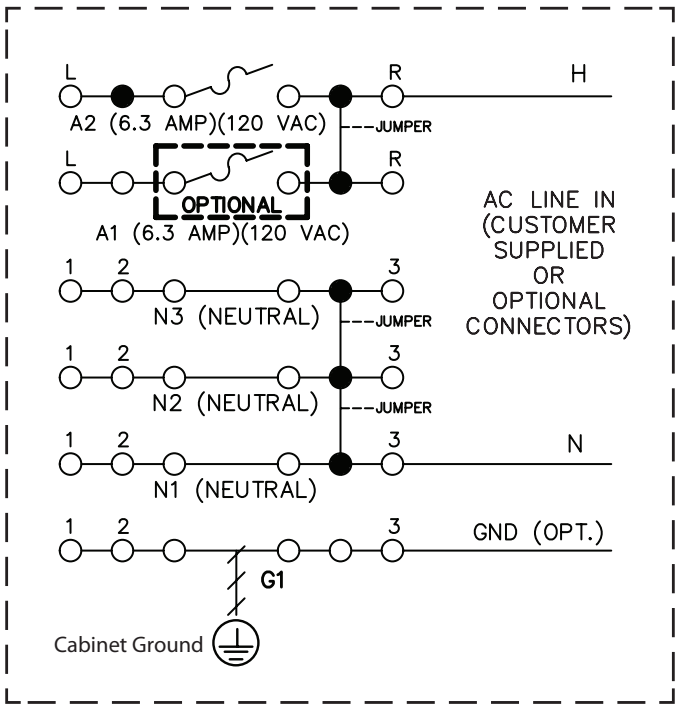 L R H
A2 (6.3 AMP)(120 VAC)
JUMPER
L R
OPTIONAL
A1 (6.3 AMP)(120 VAC)
AC LINE IN
(CUSTOMER
SUPPLIED
OR
OPTIONAL
CONNECTORS)
1 2 3
N3 (NEUTRAL)
JUMPER
1 2 3
N2 (NEUTRAL)
JUMPER
1 2 3 N
N1 (NEUTRAL)
1 2 3 GND (OPT.)
G1
Cabinet Ground